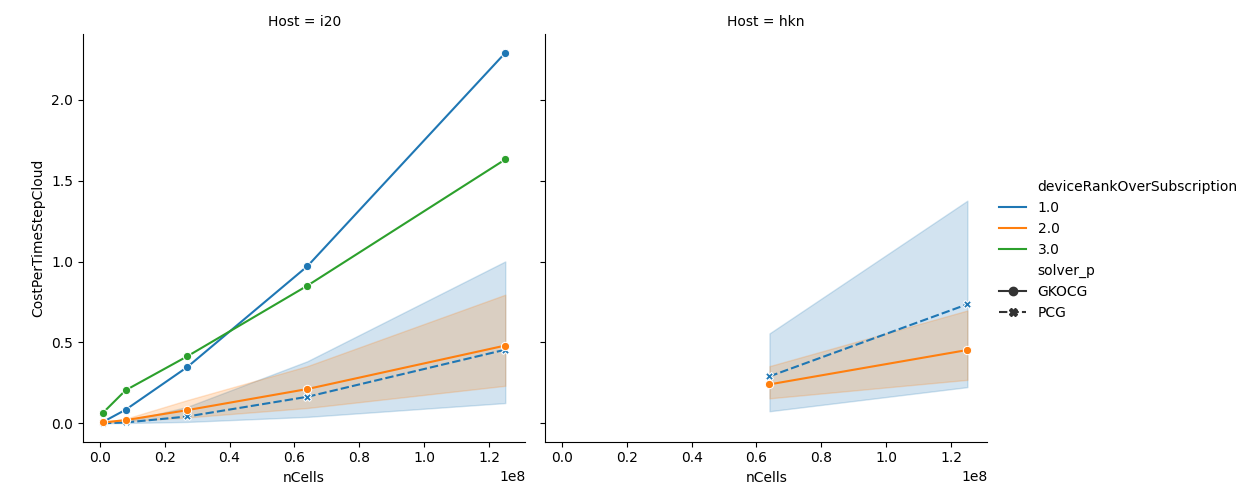 Host = i20
Host = hkn
CostPerTimeStepCloud
2.0
1.5
1.0
0.5
0.0
0.0 0.2 0.4 0.6 0.8 1.0 1.2
1e8
nCells
0.0 0.2 0.4 0.6 0.8 1.0 1.2
1e8
nCells
deviceRankOverSubscription
1.0
2.0
3.0
solver_p
GKOCG
PCG